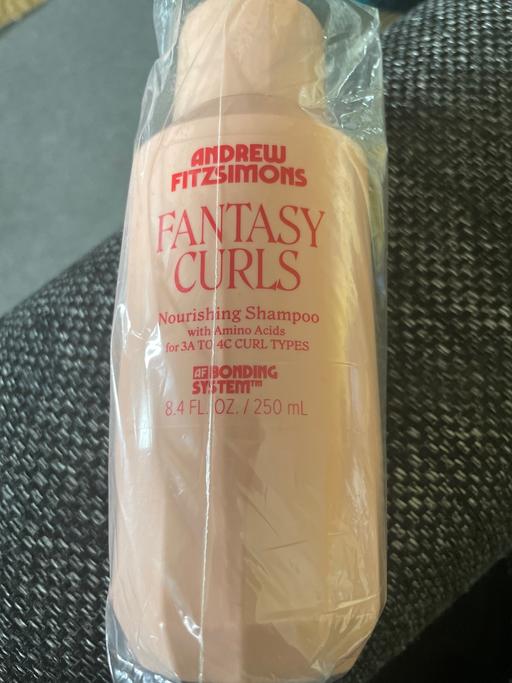 ANDREW
FITZSIMONS
FANTASY
CURLS
Nourishing Shampoo
with Amino Acids
for 3A TO 4C CURL TYPES
AF BONDING
SYSTEM™
8.4 FL. OZ. / 250 mL